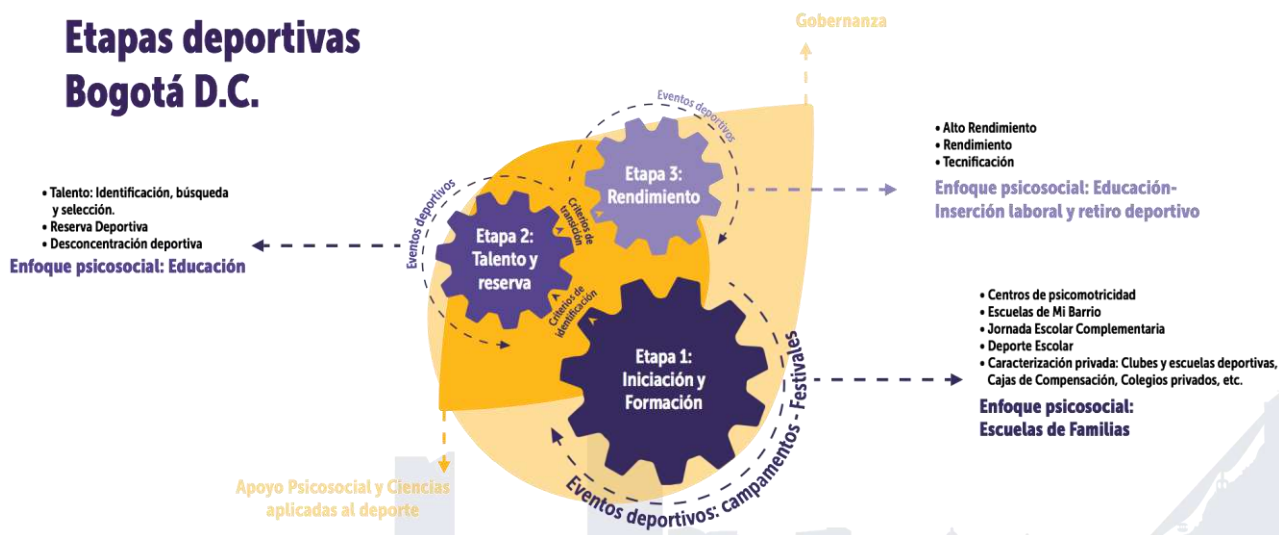 Etapas deportivas
Bogotá D.C.
Gobernanza
Eventos deportivos
Etapa 3:
Rendimiento
• Alto Rendimiento
• Rendimiento
• Tecnificación
Enfoque psicosocial: Educación-
Inserción laboral y retiro deportivo
• Talento: Identificación, búsqueda
y selección.
• Reserva Deportiva
• Desconcentración deportiva
Enfoque psicosocial: Educación
Eventos deportivos
Etapa 2:
Talento y
reserva
Criterios de
transición
Criterios de
identificación
Etapa 1:
Iniciación y
Formación
Eventos deportivos: campamentos - Festivales
• Centros de psicomotricidad
• Escuelas de Mi Barrio
• Jornada Escolar Complementaria
• Deporte Escolar
• Caracterización privada: Clubes y escuelas deportivas,
Cajas de Compensación, Colegios privados, etc.
Enfoque psicosocial:
Escuelas de Familias
Apoyo Psicosocial y Ciencias
aplicadas al deporte